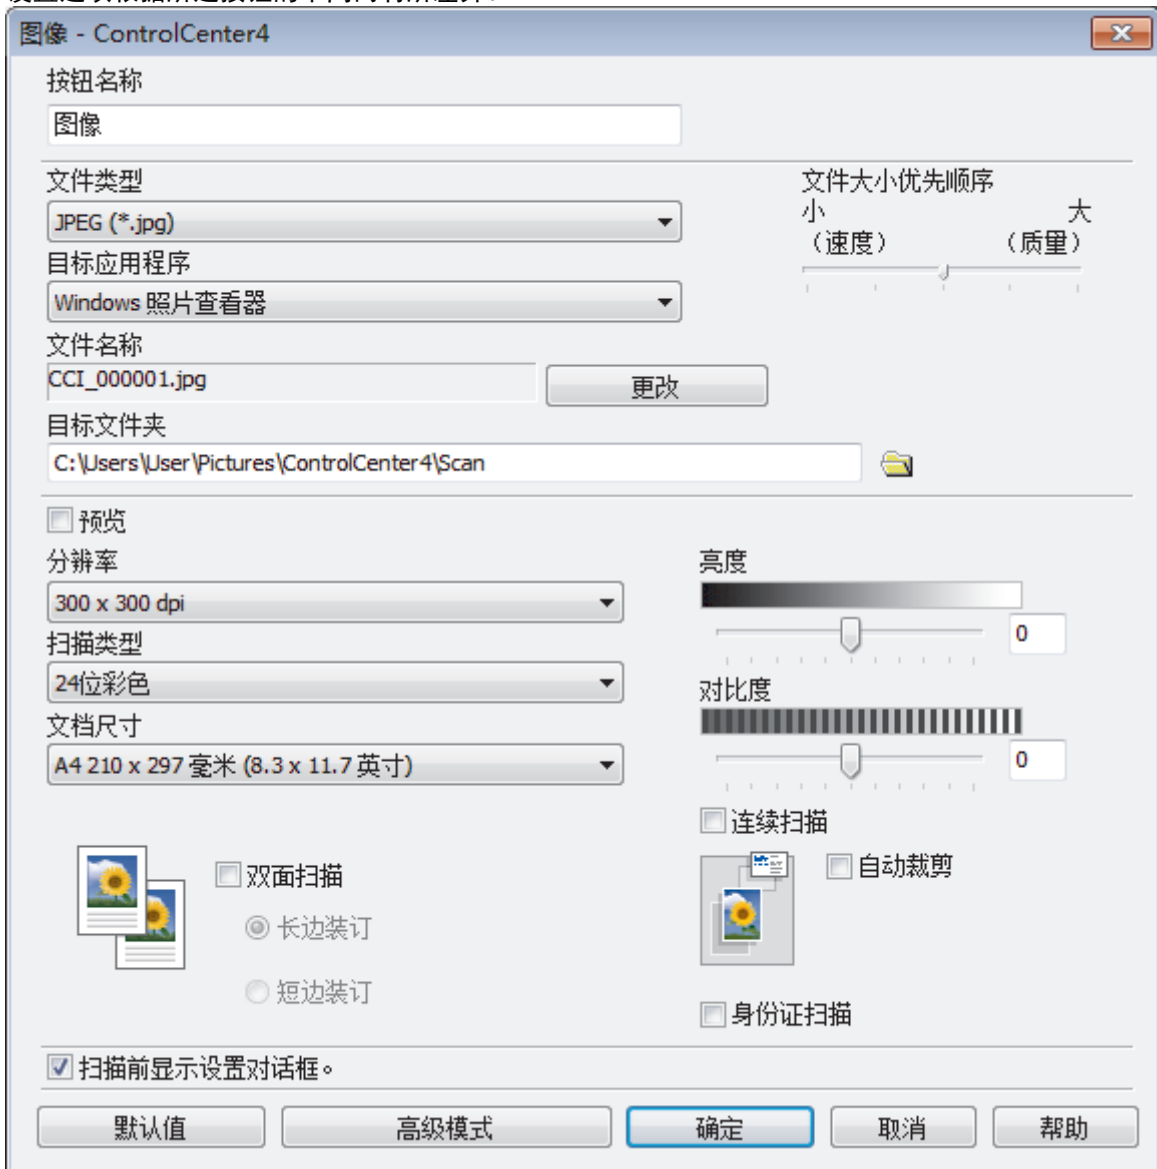 图像 - ControlCenter4
按钮名称
图像
文件类型
JPEG (*.jpg)
文件大小优先顺序
小 大
（速度） （质量）
目标应用程序
Windows 照片查看器
文件名称
CCI_000001.jpg
更改
目标文件夹
C:\Users\User\Pictures\ControlCenter4\Scan
预览
分辨率
300 x 300 dpi
扫描类型
24位彩色
文档尺寸
A4 210 x 297 毫米 (8.3 x 11.7 英寸)
亮度
0
对比度
0
连续扫描
自动裁剪
双面扫描
长边装订
短边装订
身份证扫描
扫描前显示设置对话框。
默认值 高级模式 确定 取消 帮助